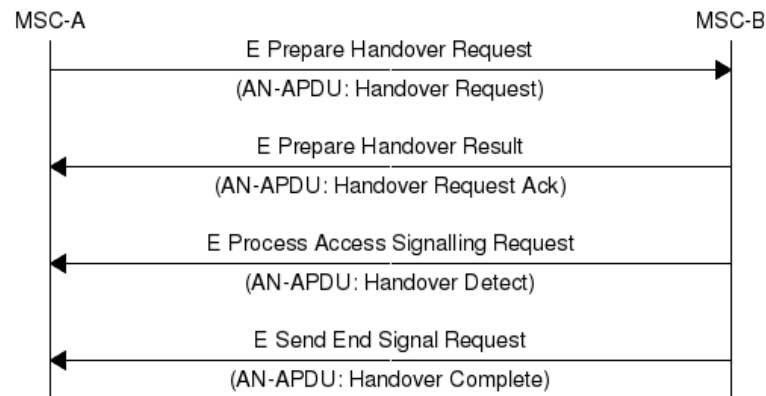 MSC-A MSC-B
E Prepare Handover Request
(AN-APDU: Handover Request)
E Prepare Handover Result
(AN-APDU: Handover Request Ack)
E Process Access Signalling Request
(AN-APDU: Handover Detect)
E Send End Signal Request
(AN-APDU: Handover Complete)